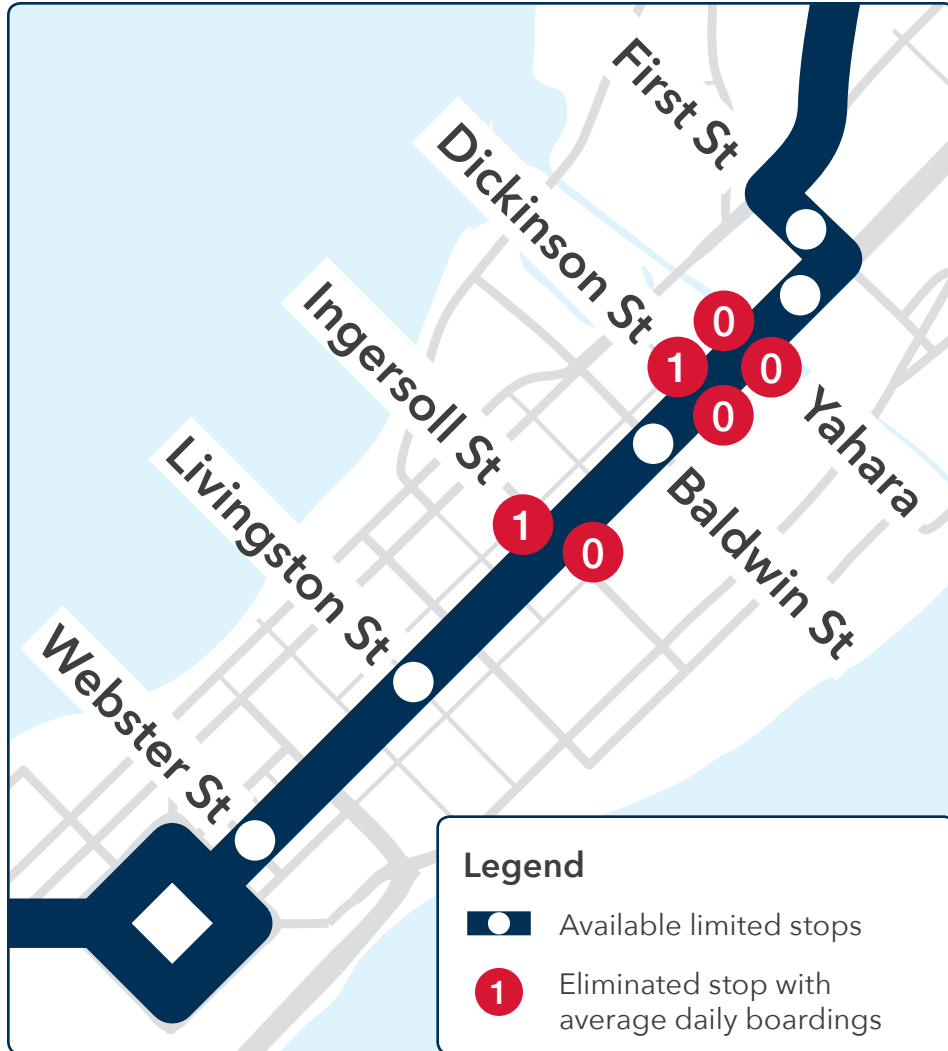 First St
Dickinson St
0
1
0
0
Ingersoll St
Yahara
Baldwin St
1
0
Livingston St
Webster St
Legend
Available limited stops
1
Eliminated stop with
average daily boardings